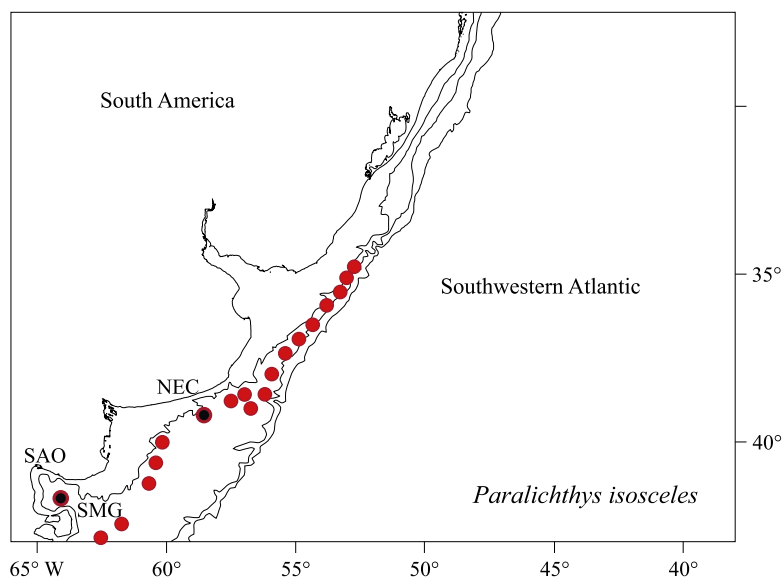 South America
35°
Southwestern Atlantic
NEC
40°
SAO
SMG
Paralichthys isosceles
65° W
60°
55°
50°
45°
40°